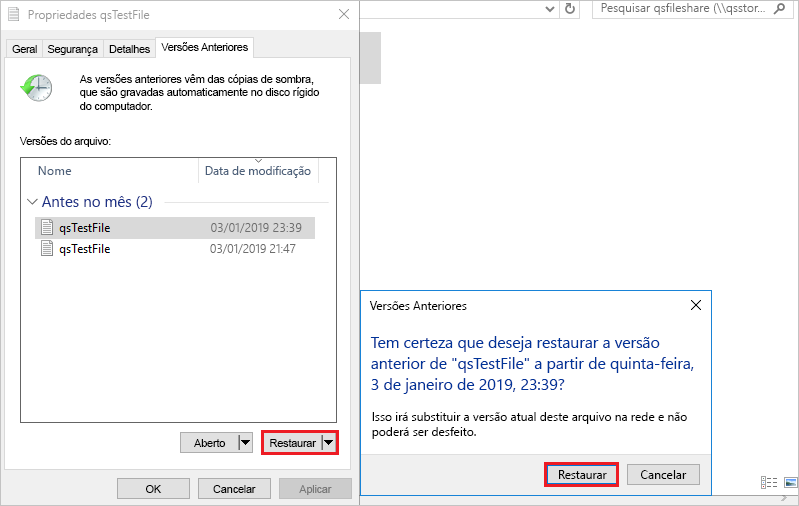 Propriedades qsTestFile
Geral Segurança Detalhes Versões Anteriores
As versões anteriores vêm das cópias de sombra,
que são gravadas automaticamente no disco rígido
do computador.
Versões do arquivo:
Nome Data de modificação
Antes no mês (2)
qsTestFile 03/01/2019 23:39
qsTestFile 03/01/2019 21:47
Aberto Restaurar
OK Cancelar Aplicar
Pesquisar qsfileshare (\\qsstor...
Versões Anteriores
Tem certeza que deseja restaurar a versão
anterior de "qsTestFile" a partir de quinta-feira,
3 de janeiro de 2019, 23:39?
Isso irá substituir a versão atual deste arquivo na rede e não
poderá ser desfeito.
Restaurar Cancelar